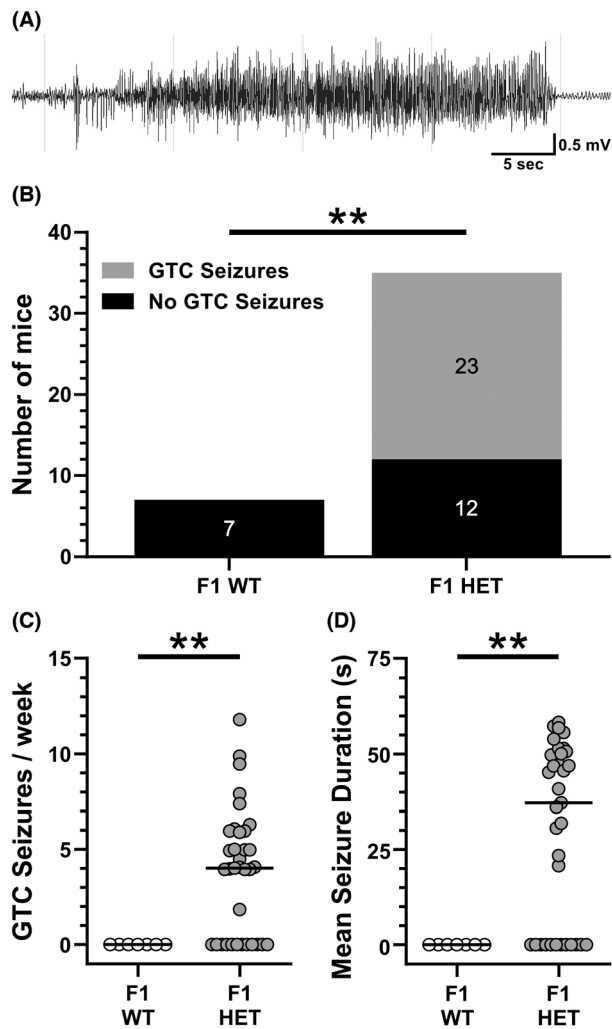 (A)
0.5 mV
5 sec
(B)
**
40
30
20
10
0
Number of mice
GTC Seizures
No GTC Seizures
23
7
12
F1 WT
F1 HET
(C)
**
15
10
5
0
GTC Seizures / week
F1
WT
F1
HET
(D)
**
75
50
25
0
Mean Seizure Duration (s)
F1
WT
F1
HET